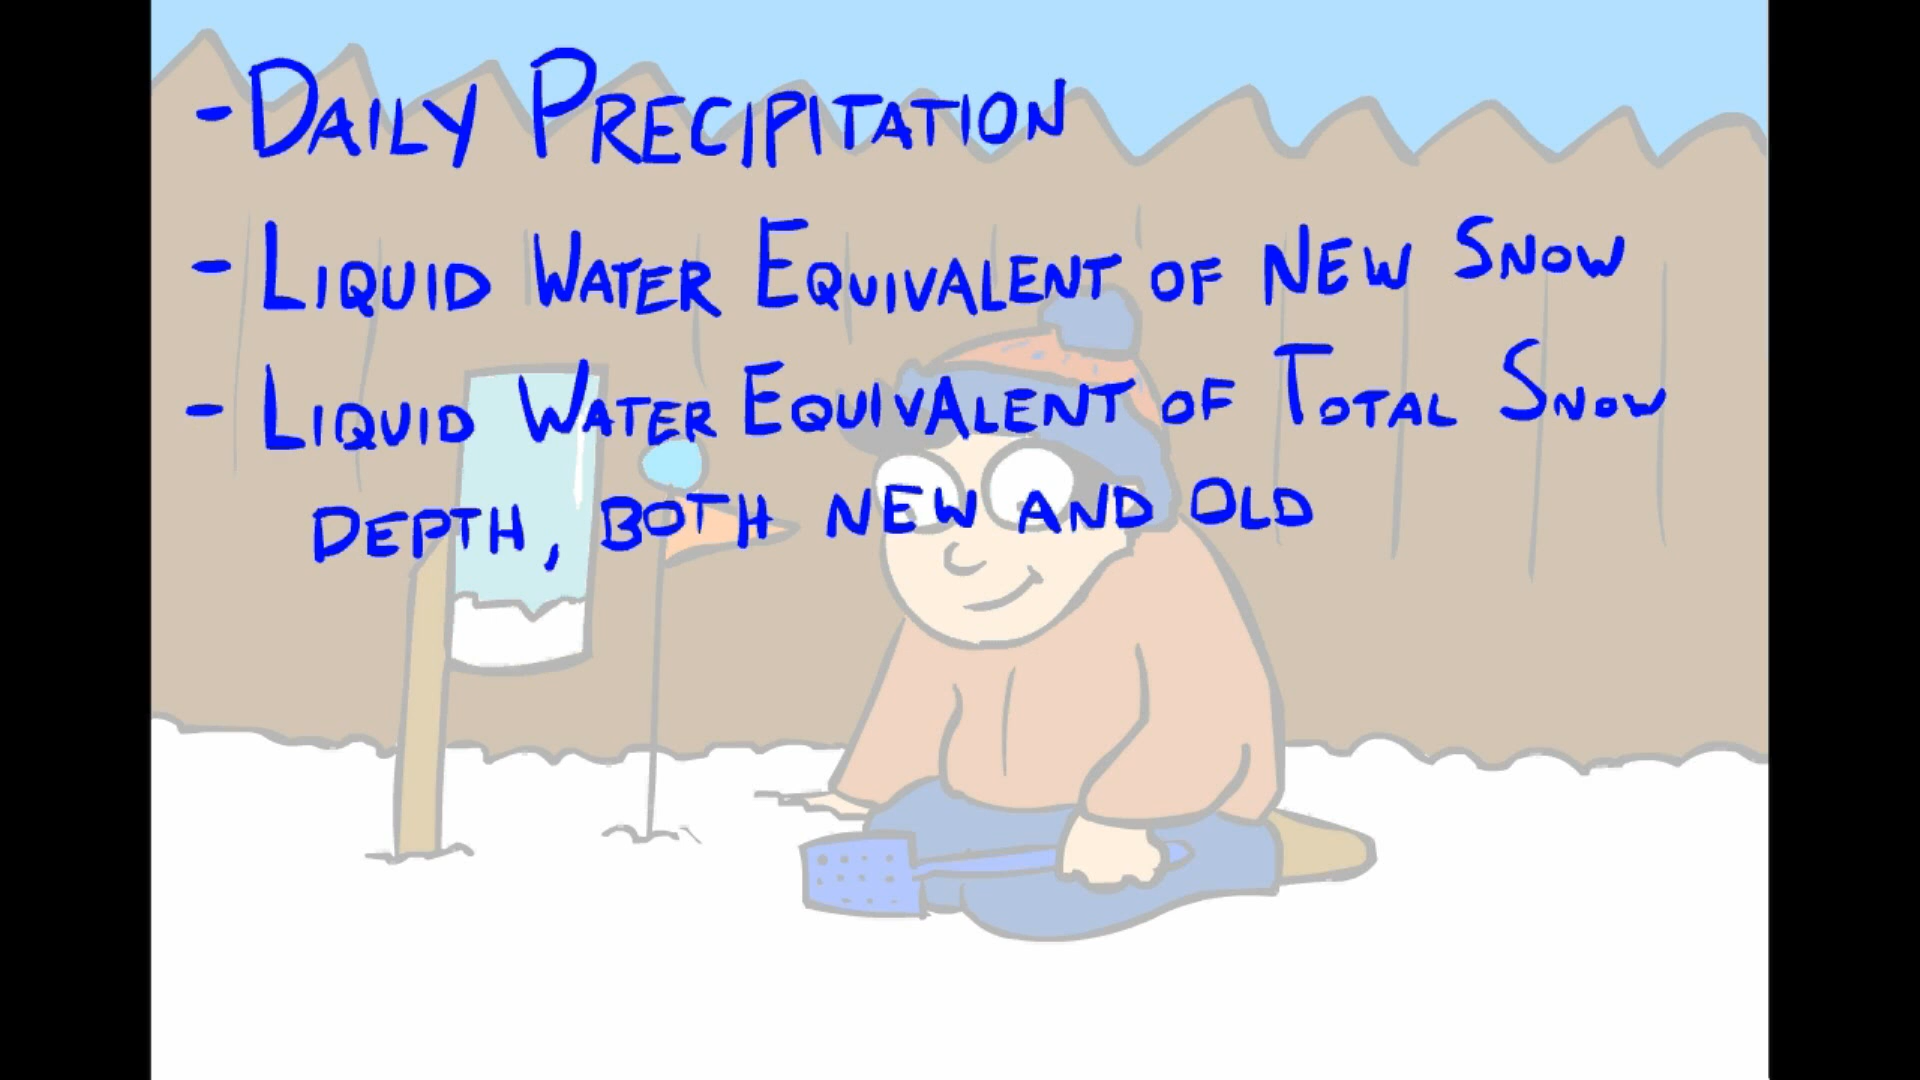 - DAILY PRECIPITATION
- LIQUID WATER EQUIVALENT OF NEW SNOW
- LIQUID WATER EQUIVALENT OF TOTAL SNOW
DEPTH, BOTH NEW AND OLD